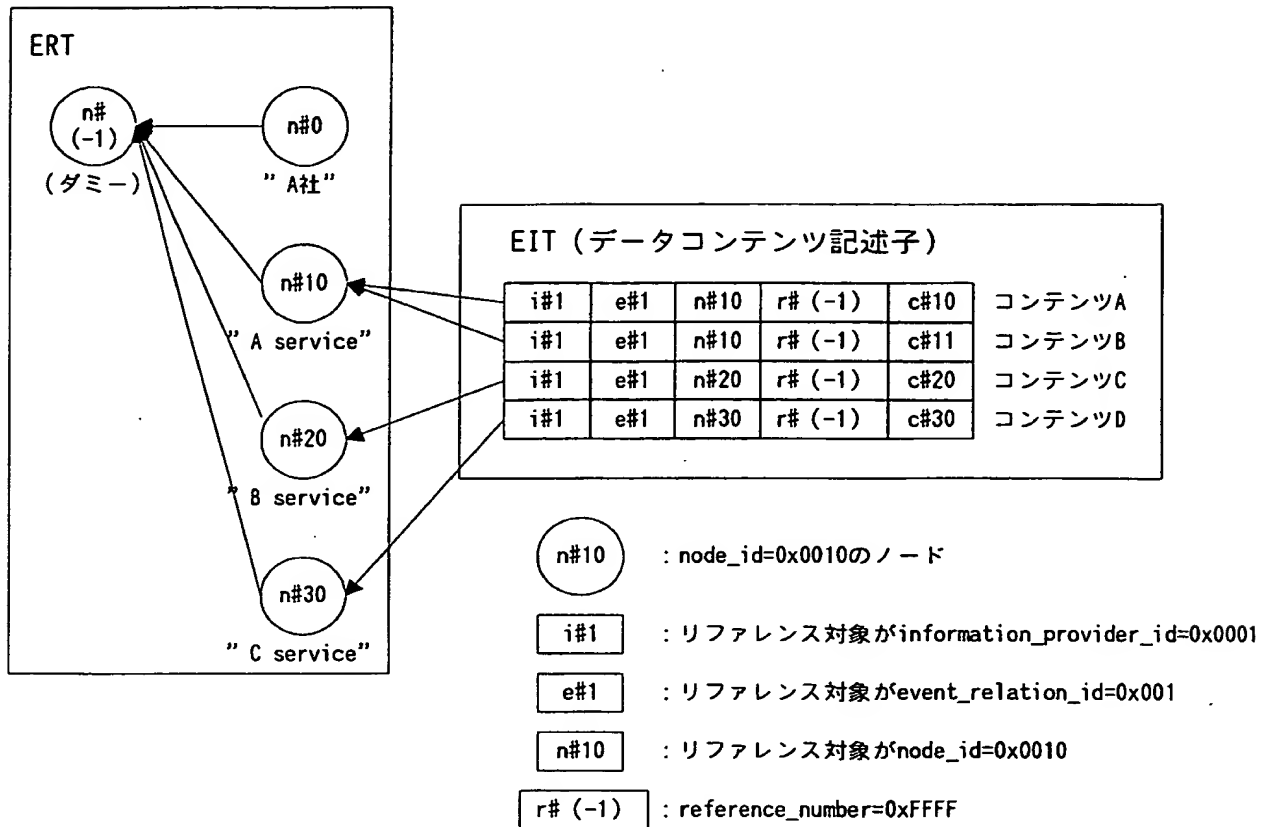 ERT
n#
(-1)
(ダミー)
n#0
” A社”
n#10
” A service”
n#20
” B service”
n#30
” C service”
EIT (データコンテンツ記述子)
i#1 e#1 n#10 r# (-1) c#10 コンテンツA
i#1 e#1 n#10 r# (-1) c#11 コンテンツB
i#1 e#1 n#20 r# (-1) c#20 コンテンツC
i#1 e#1 n#30 r# (-1) c#30 コンテンツD
n#10 : node_id=0x0010のノード
i#1 : リファレンス対象がinformation_provider_id=0x0001
e#1 : リファレンス対象がevent_relation_id=0x001
n#10 : リファレンス対象がnode_id=0x0010
r# (-1) : reference_number=0xFFFF